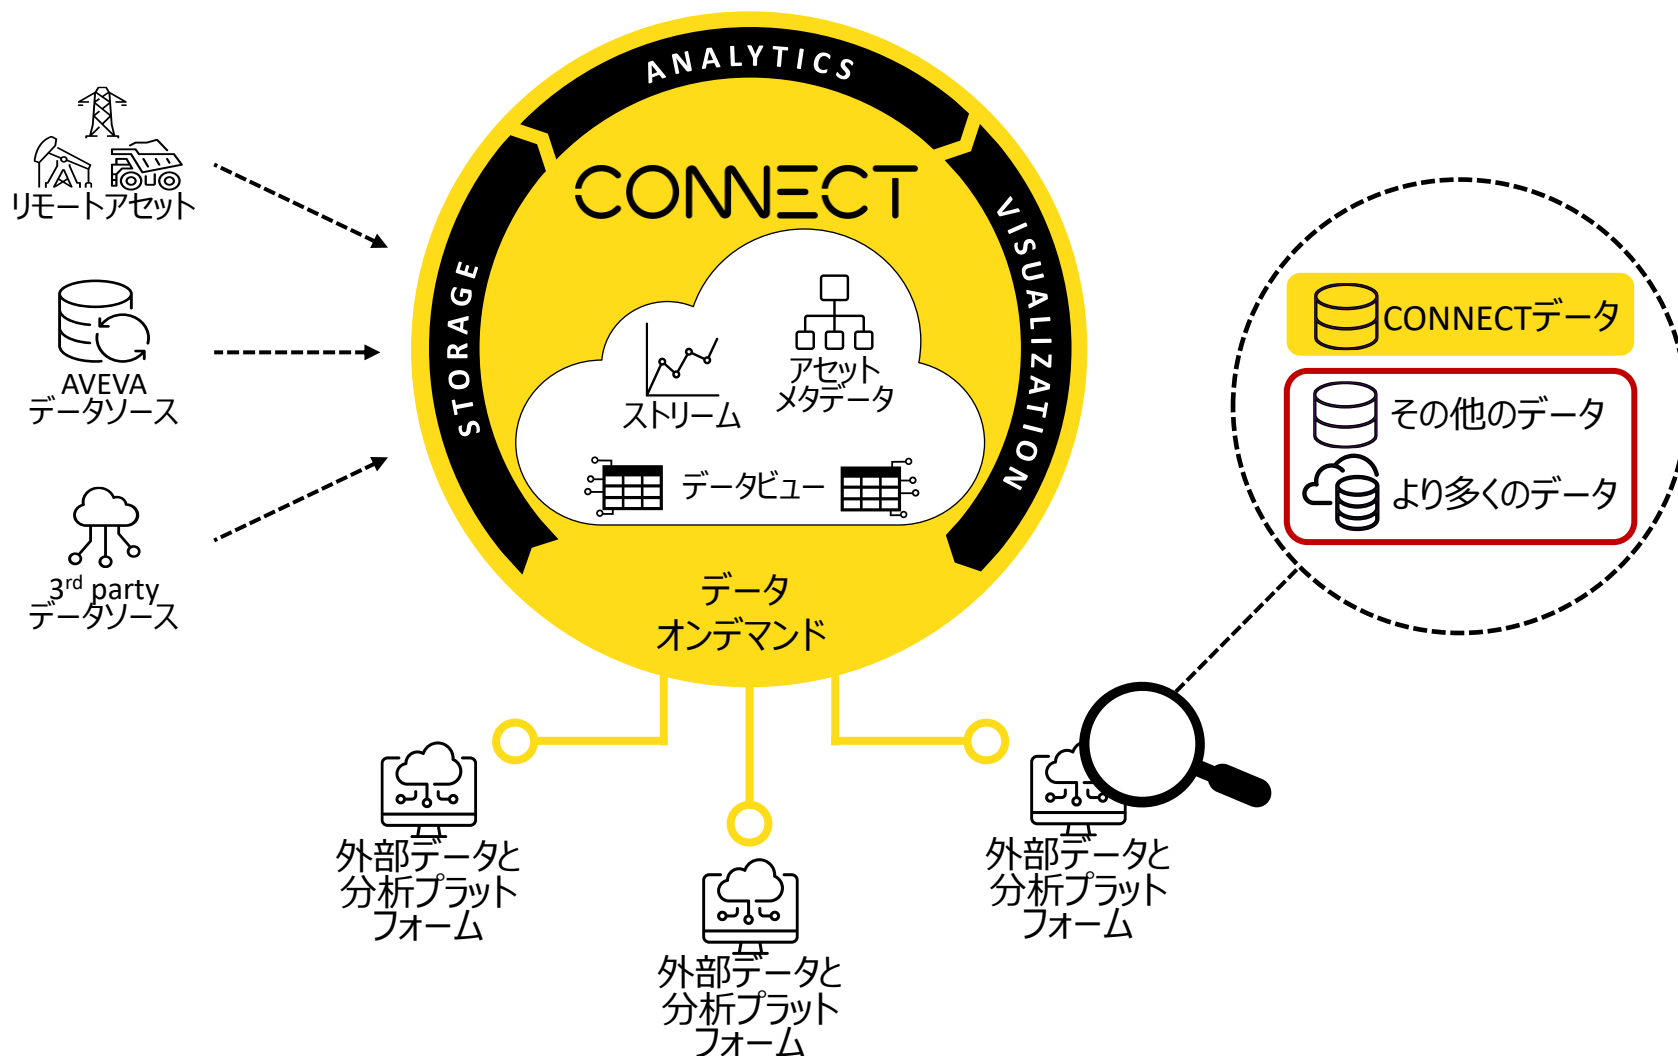 ANALYTICS
STORAGE
VISUALIZATION
CONNECT
リモートアセット
AVEVA
データソース
3rd party
データソース
ストリーム
アセット
メタデータ
データビュー
データ
オンデマンド
CONNECTデータ
その他のデータ
より多くのデータ
外部データと
分析プラット
フォーム
外部データと
分析プラット
フォーム
外部データと
分析プラット
フォーム